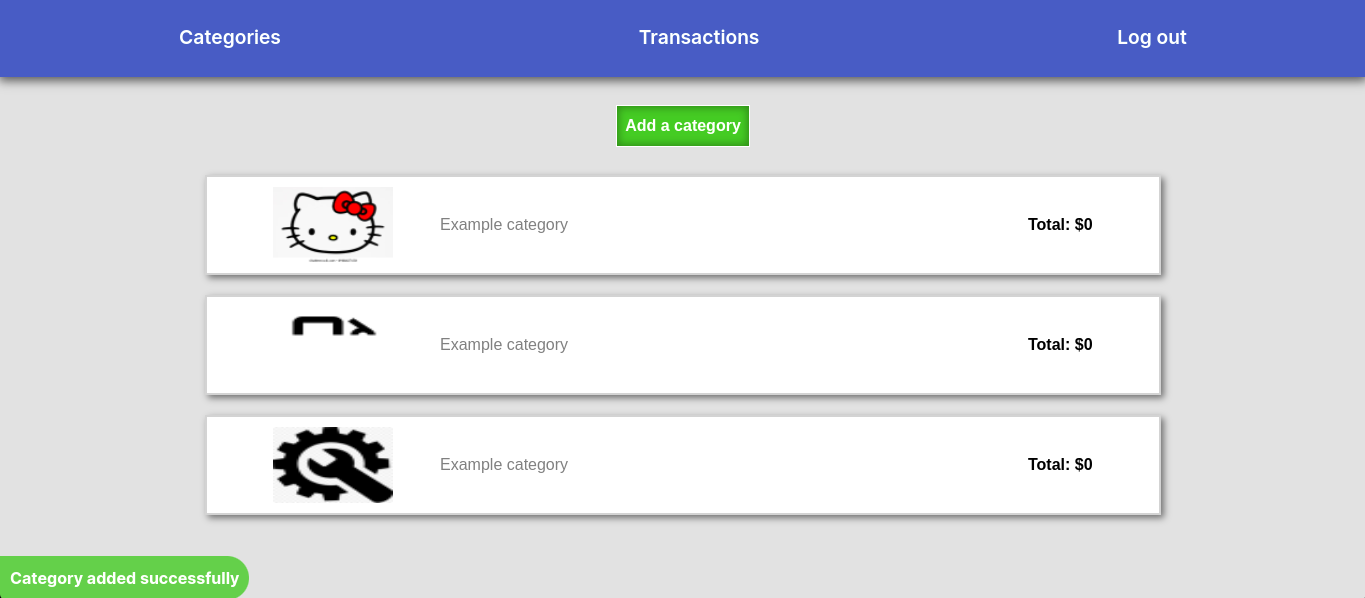 Categories
Transactions
Log out
Add a category
Example category
Total: $0
Example category
Total: $0
Example category
Total: $0
Category added successfully